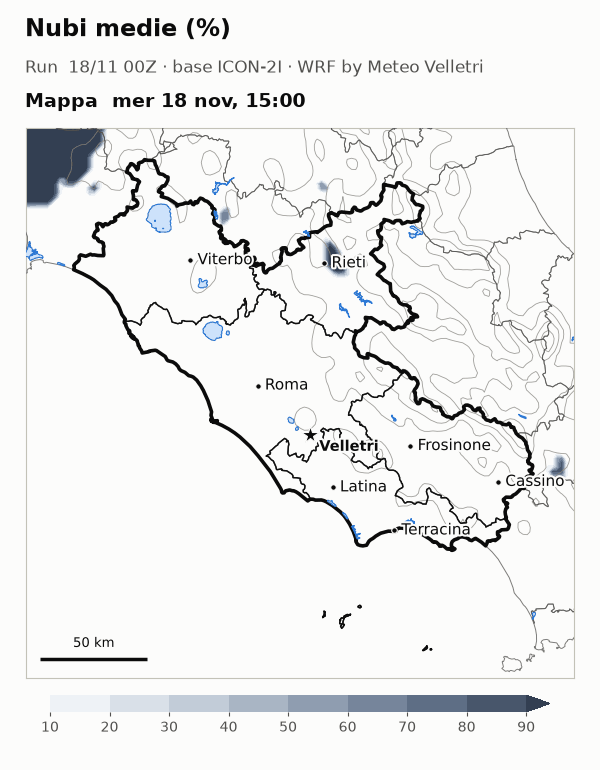 Nubi medie (%)
Run  18/11 00Z · base ICON-2I · WRF by Meteo Velletri
Mappa  mer 18 nov, 15:00
Viterbo
Rieti
Roma
Velletri
Frosinone
Latina
Cassino
Terracina
50 km
10 20 30 40 50 60 70 80 90